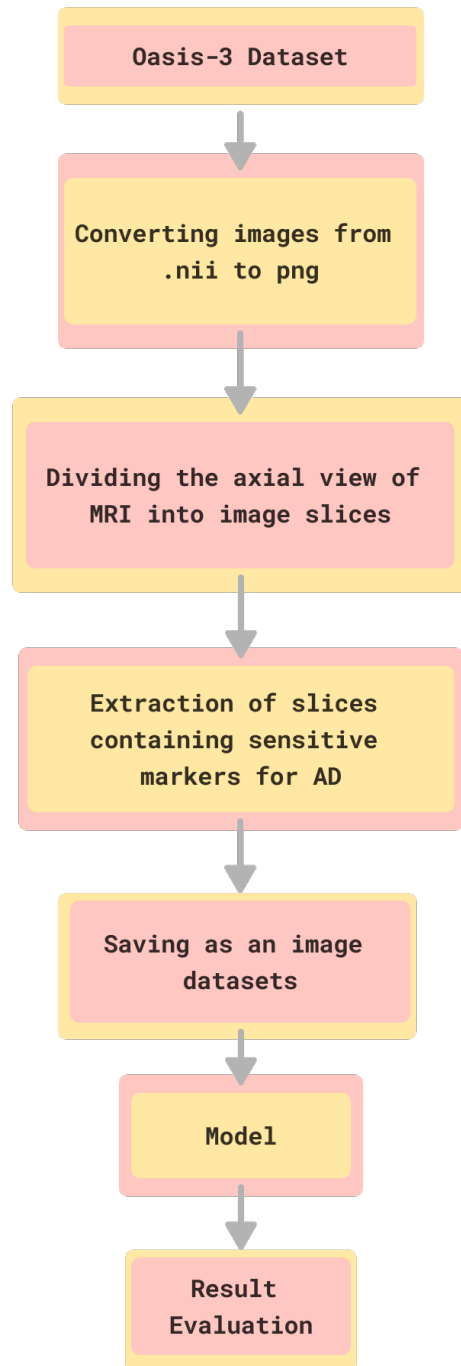 Oasis-3 Dataset
Converting images from
.nii to png
Dividing the axial view of
MRI into image slices
Extraction of slices
containing sensitive
markers for AD
Saving as an image
datasets
Model
Result
Evaluation